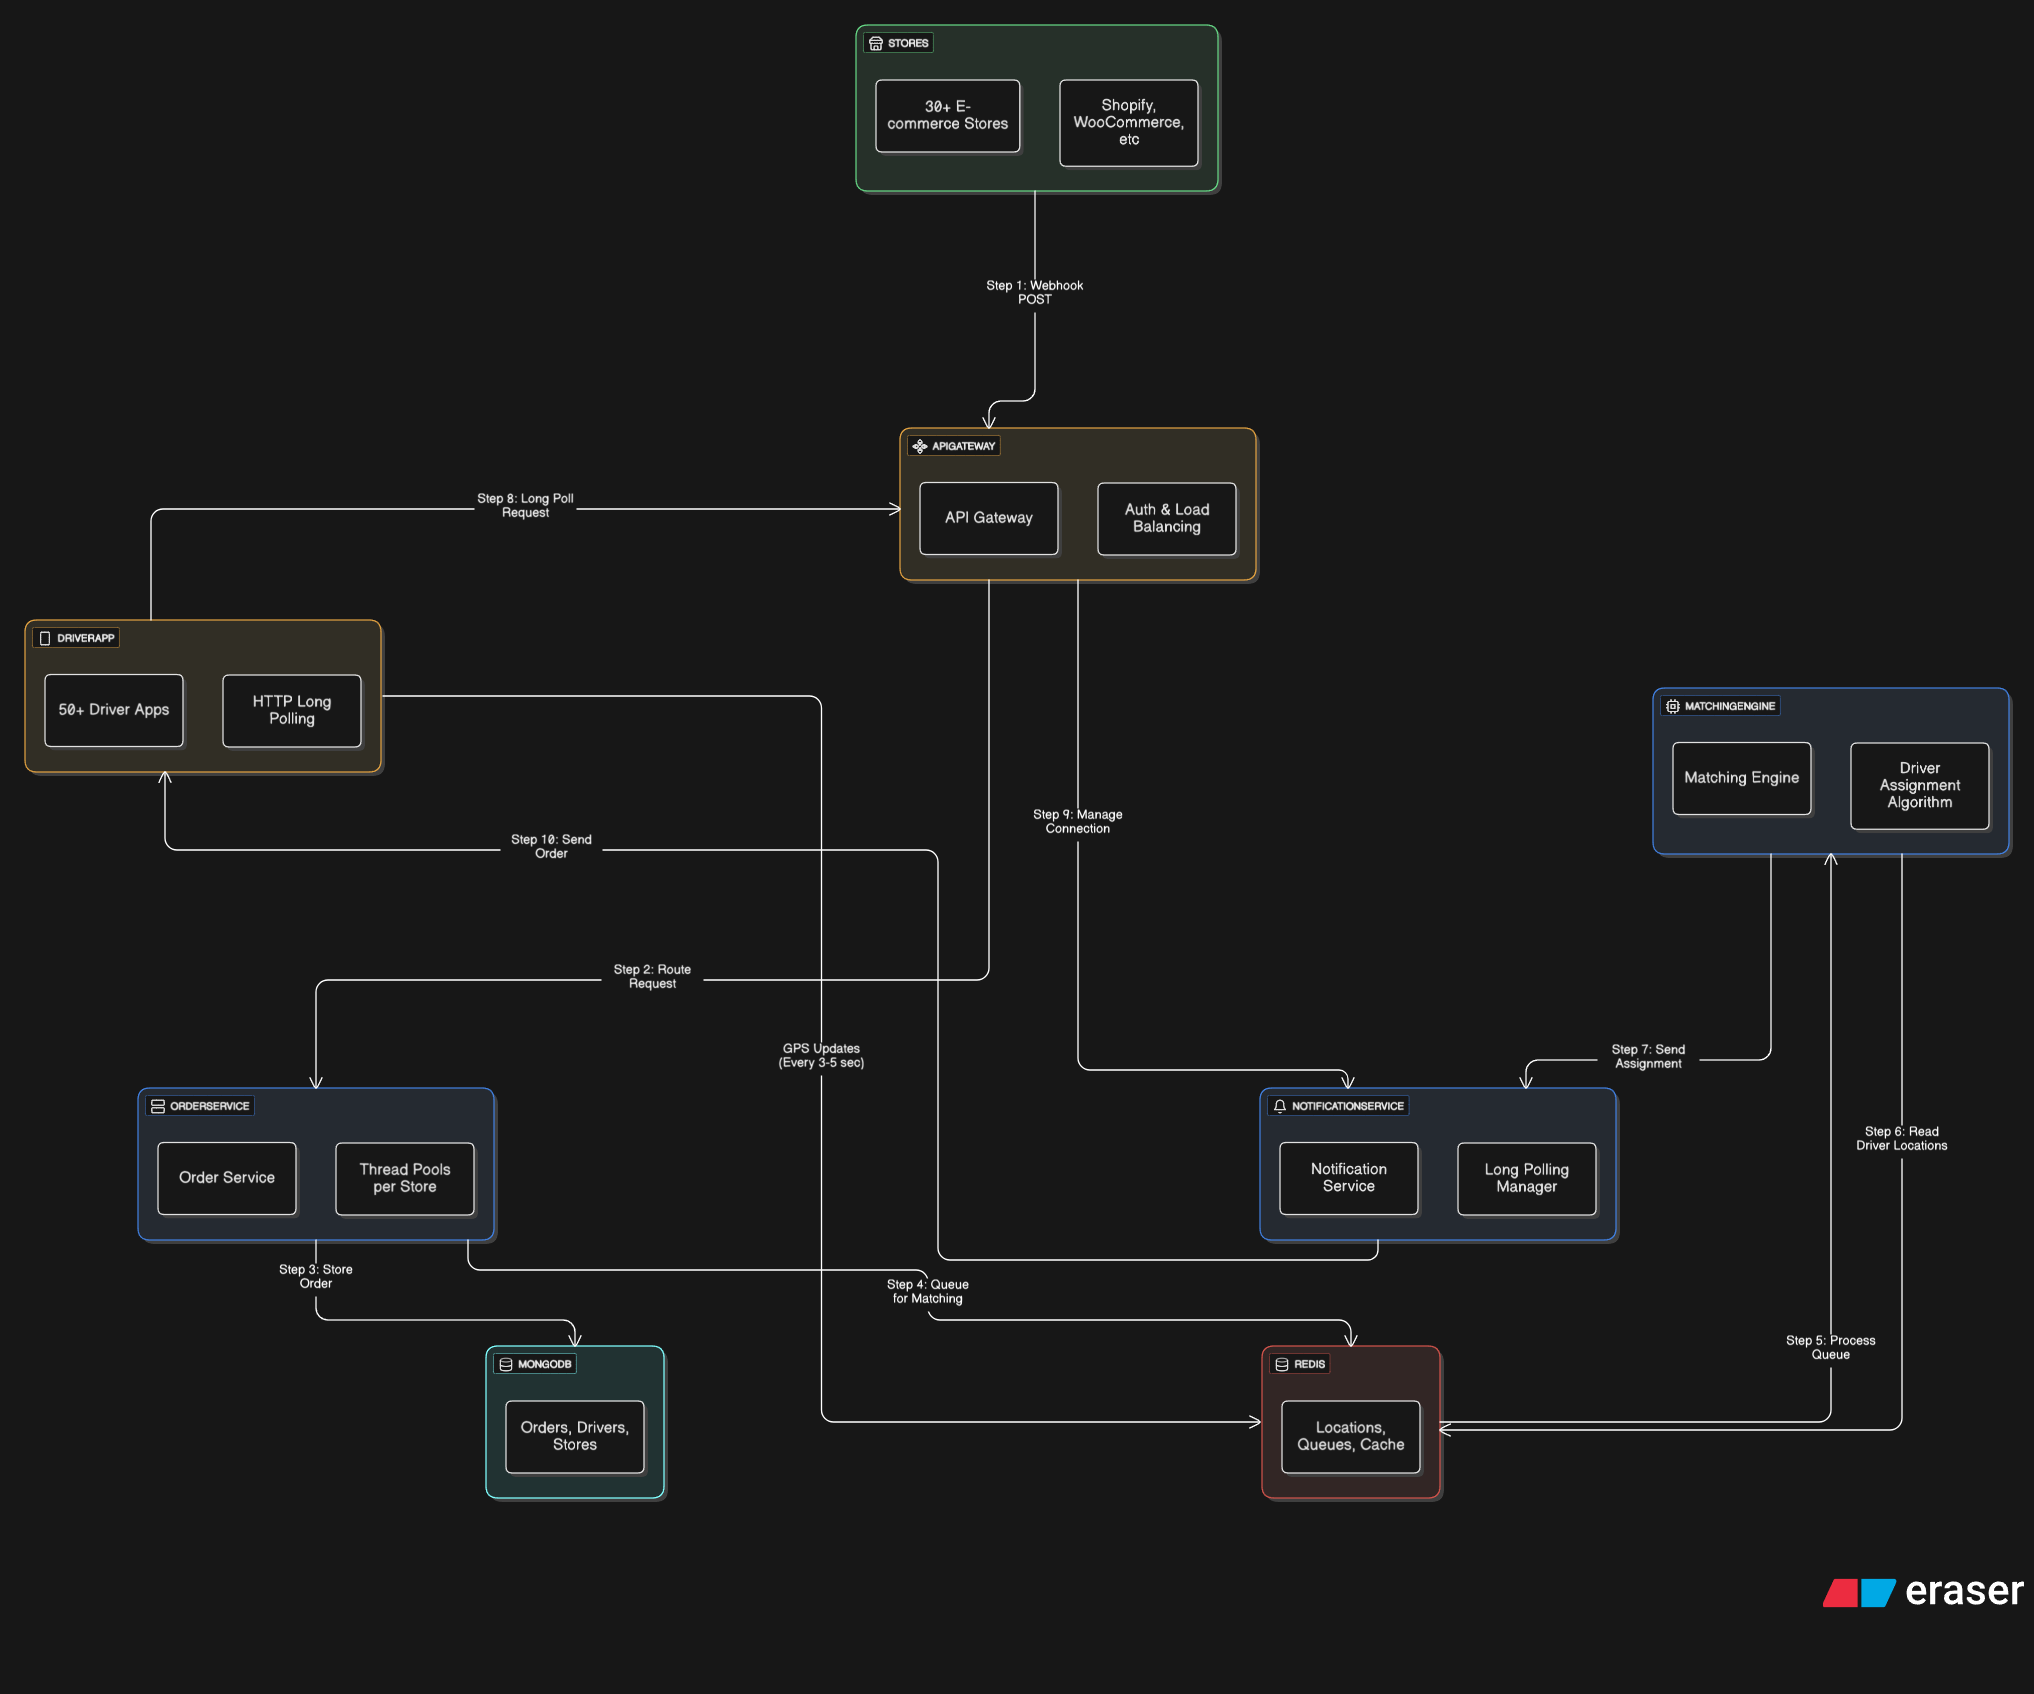 STORES
30+ E-
commerce Stores
Shopify,
WooCommerce,
etc
Step 1: Webhook
POST
APIGATEWAY
API Gateway
Auth & Load
Balancing
Step 8: Long Poll
Request
DRIVERAPP
50+ Driver Apps
HTTP Long
Polling
MATCHINGENGINE
Matching Engine
Driver
Assignment
Algorithm
Step 9: Manage
Connection
Step 10: Send
Order
Step 2: Route
Request
GPS Updates
(Every 3-5 sec)
Step 7: Send
Assignment
ORDERSERVICE
Order Service
Thread Pools
per Store
NOTIFICATIONSERVICE
Notification
Service
Long Polling
Manager
Step 6: Read
Driver Locations
Step 3: Store
Order
Step 4: Queue
for Matching
Step 5: Process
Queue
MONGODB
Orders, Drivers,
Stores
REDIS
Locations,
Queues, Cache
eraser